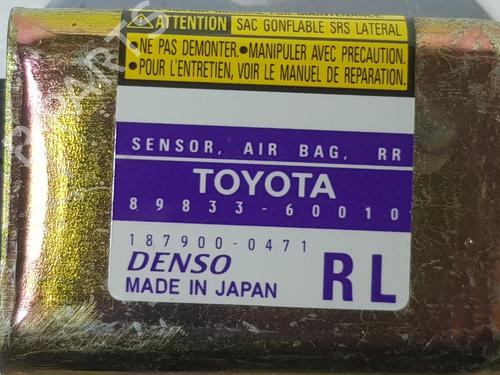 ATTENTION SAC GONFLABLE SRS LATERAL
•NE PAS DEMONTER.•MANIPULER AVEC PRECAUTION.
•POUR L'ENTRETIEN, VOIR LE MANUEL DE REPARATION.
SENSOR, AIR BAG, RR
TOYOTA
89833-60010
187900-0471
DENSO
MADE IN JAPAN
RL